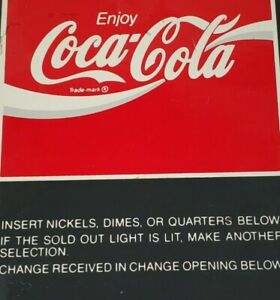 Enjoy
Coca-Cola
Trade-mark ®
INSERT NICKELS, DIMES, OR QUARTERS BELOW
IF THE SOLD OUT LIGHT IS LIT, MAKE ANOTHER
SELECTION.
CHANGE RECEIVED IN CHANGE OPENING BELOW